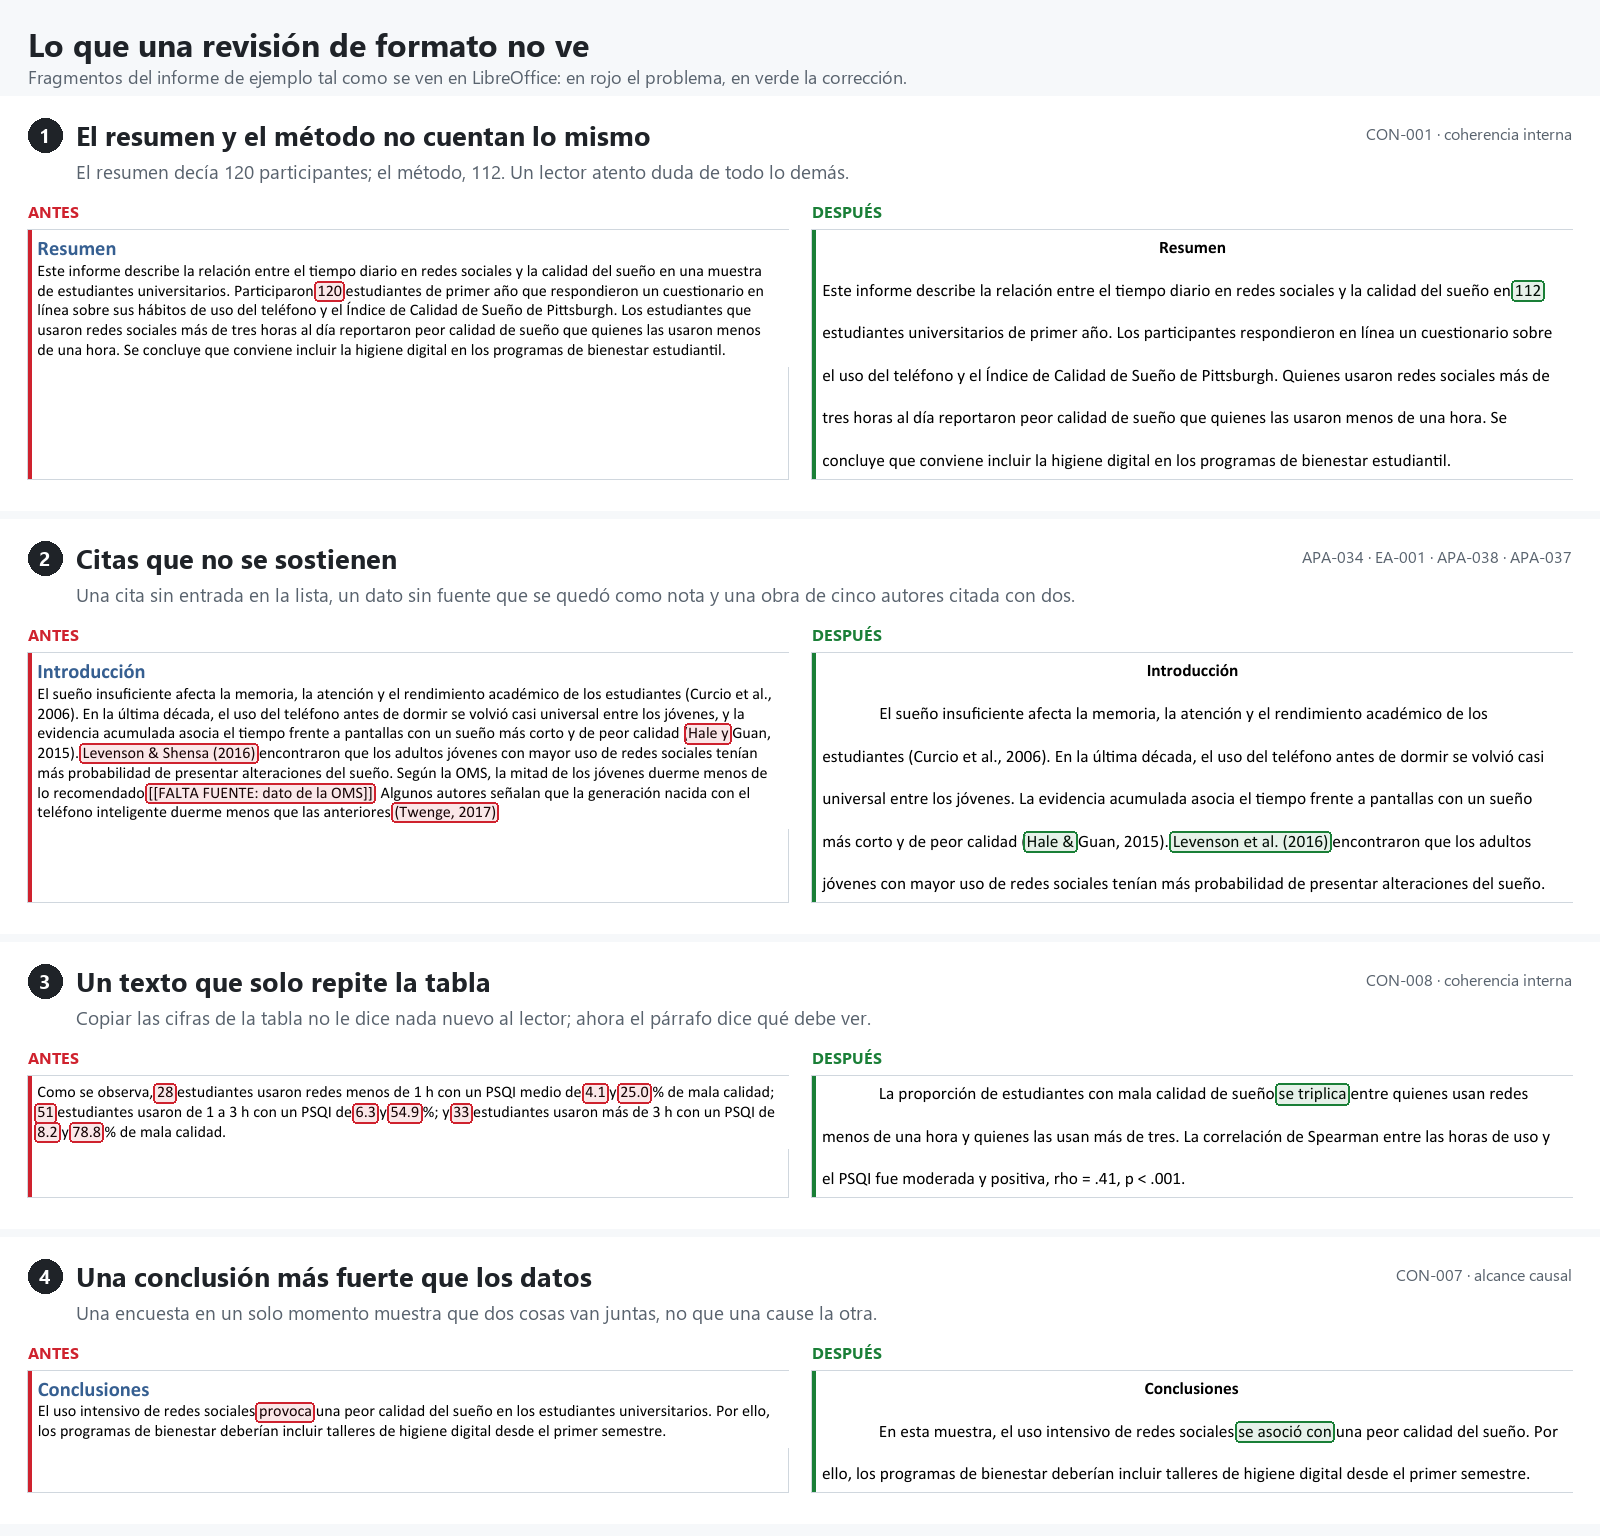 Lo que una revisión de formato no ve
Fragmentos del informe de ejemplo tal como se ven en LibreOffice: en rojo el problema, en verde la corrección.
1 El resumen y el método no cuentan lo mismo
CON-001 · coherencia interna
El resumen decía 120 participantes; el método, 112. Un lector atento duda de todo lo demás.
ANTES
Resumen
Este informe describe la relación entre el tiempo diario en redes sociales y la calidad del sueño en una muestra
de estudiantes universitarios. Participaron 120 estudiantes de primer año que respondieron un cuestionario en
línea sobre sus hábitos de uso del teléfono y el Índice de Calidad de Sueño de Pittsburgh. Los estudiantes que
usaron redes sociales más de tres horas al día reportaron peor calidad de sueño que quienes las usaron menos
de una hora. Se concluye que conviene incluir la higiene digital en los programas de bienestar estudiantil.
DESPUÉS
Resumen
Este informe describe la relación entre el tiempo diario en redes sociales y la calidad del sueño en 112
estudiantes universitarios de primer año. Los participantes respondieron en línea un cuestionario sobre
el uso del teléfono y el Índice de Calidad de Sueño de Pittsburgh. Quienes usaron redes sociales más de
tres horas al día reportaron peor calidad de sueño que quienes las usaron menos de una hora. Se
concluye que conviene incluir la higiene digital en los programas de bienestar estudiantil.
2 Citas que no se sostienen
APA-034 · EA-001 · APA-038 · APA-037
Una cita sin entrada en la lista, un dato sin fuente que se quedó como nota y una obra de cinco autores citada con dos.
ANTES
Introducción
El sueño insuficiente afecta la memoria, la atención y el rendimiento académico de los estudiantes (Curcio et al.,
2006). En la última década, el uso del teléfono antes de dormir se volvió casi universal entre los jóvenes, y la
evidencia acumulada asocia el tiempo frente a pantallas con un sueño más corto y de peor calidad (Hale y Guan,
2015). Levenson & Shensa (2016) encontraron que los adultos jóvenes con mayor uso de redes sociales tenían
más probabilidad de presentar alteraciones del sueño. Según la OMS, la mitad de los jóvenes duerme menos de
lo recomendado [[FALTA FUENTE: dato de la OMS]] Algunos autores señalan que la generación nacida con el
teléfono inteligente duerme menos que las anteriores (Twenge, 2017)
DESPUÉS
Introducción
El sueño insuficiente afecta la memoria, la atención y el rendimiento académico de los
estudiantes (Curcio et al., 2006). En la última década, el uso del teléfono antes de dormir se volvió casi
universal entre los jóvenes. La evidencia acumulada asocia el tiempo frente a pantallas con un sueño
más corto y de peor calidad (Hale & Guan, 2015). Levenson et al. (2016) encontraron que los adultos
jóvenes con mayor uso de redes sociales tenían más probabilidad de presentar alteraciones del sueño.
3 Un texto que solo repite la tabla
CON-008 · coherencia interna
Copiar las cifras de la tabla no le dice nada nuevo al lector; ahora el párrafo dice qué debe ver.
ANTES
Como se observa, 28 estudiantes usaron redes menos de 1 h con un PSQI medio de 4.1 y 25.0 % de mala calidad;
51 estudiantes usaron de 1 a 3 h con un PSQI de 6.3 y 54.9 %; y 33 estudiantes usaron más de 3 h con un PSQI de
8.2 y 78.8 % de mala calidad.
DESPUÉS
La proporción de estudiantes con mala calidad de sueño se triplica entre quienes usan redes
menos de una hora y quienes las usan más de tres. La correlación de Spearman entre las horas de uso y
el PSQI fue moderada y positiva, rho = .41, p < .001.
4 Una conclusión más fuerte que los datos
CON-007 · alcance causal
Una encuesta en un solo momento muestra que dos cosas van juntas, no que una cause la otra.
ANTES
Conclusiones
El uso intensivo de redes sociales provoca una peor calidad del sueño en los estudiantes universitarios. Por ello,
los programas de bienestar deberían incluir talleres de higiene digital desde el primer semestre.
DESPUÉS
Conclusiones
En esta muestra, el uso intensivo de redes sociales se asoció con una peor calidad del sueño. Por
ello, los programas de bienestar deberían incluir talleres de higiene digital desde el primer semestre.